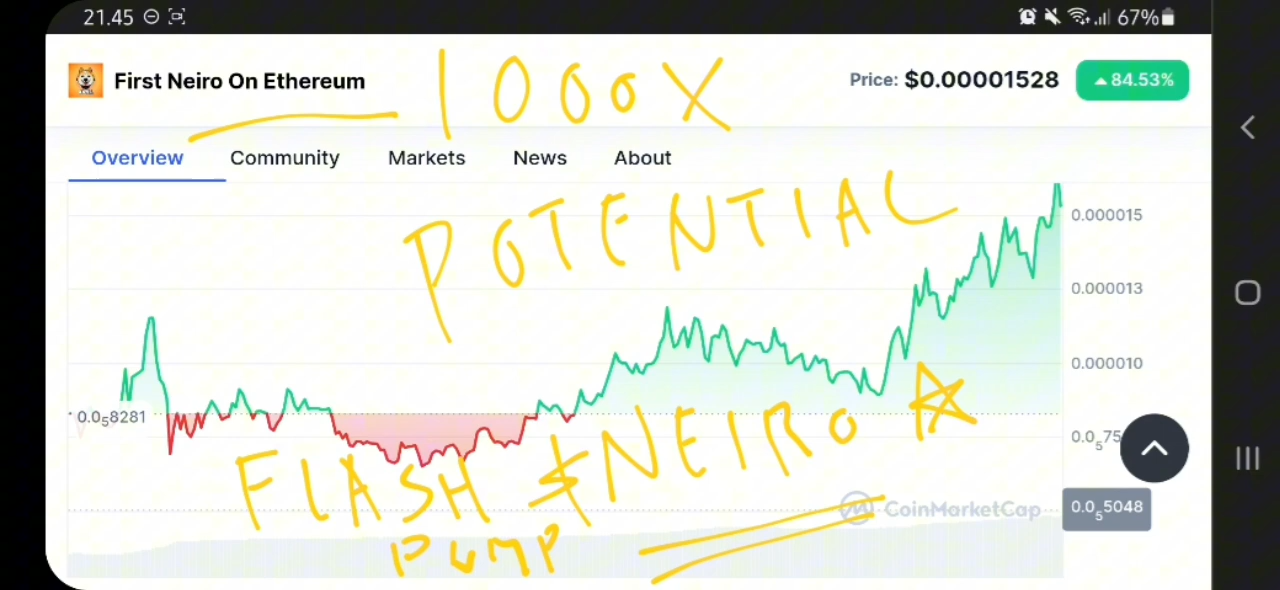 21.45 67%
First Neiro On Ethereum Price: $0.00001528 84.53%
1000X
Overview Community Markets News About
POTENTIAL
0.000015
0.000013
0.000010
0.0₅8281
0.0₅75
FLASH $NEIRO
PUMP
CoinMarketCap
0.0₅5048